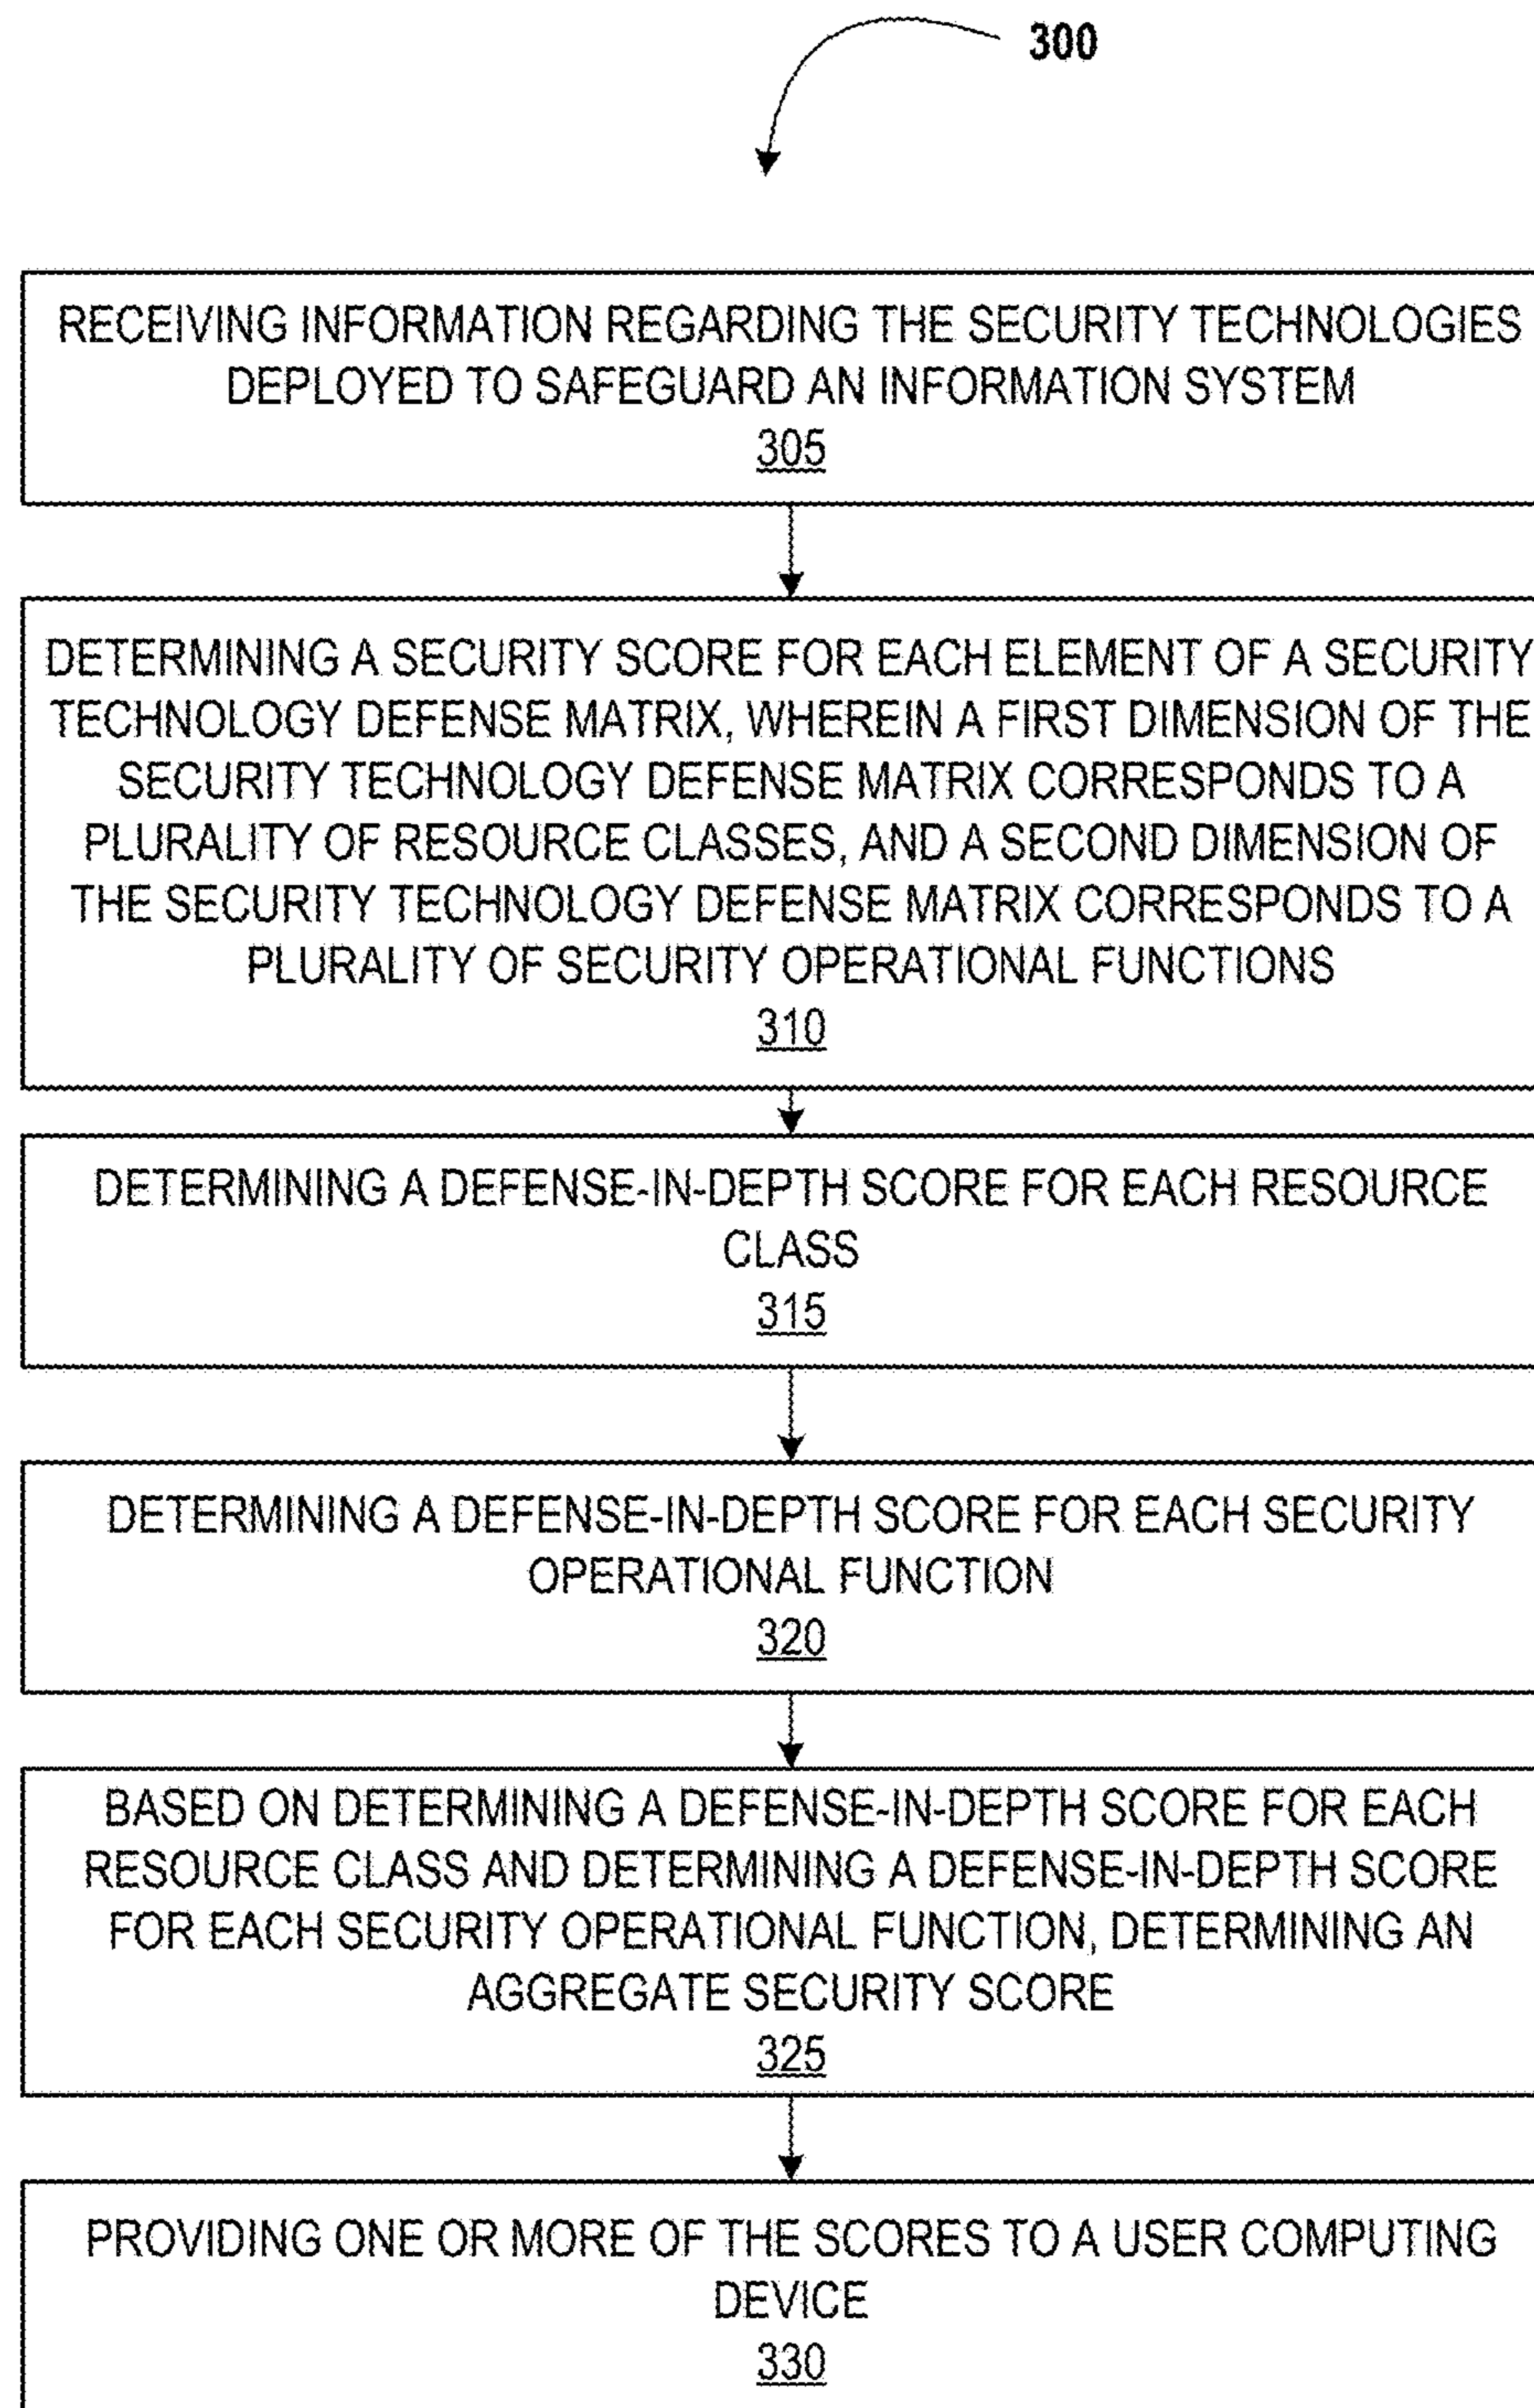 300
RECEIVING INFORMATION REGARDING THE SECURITY TECHNOLOGIES
DEPLOYED TO SAFEGUARD AN INFORMATION SYSTEM
305
DETERMINING A SECURITY SCORE FOR EACH ELEMENT OF A SECURITY
TECHNOLOGY DEFENSE MATRIX, WHEREIN A FIRST DIMENSION OF THE
SECURITY TECHNOLOGY DEFENSE MATRIX CORRESPONDS TO A
PLURALITY OF RESOURCE CLASSES, AND A SECOND DIMENSION OF
THE SECURITY TECHNOLOGY DEFENSE MATRIX CORRESPONDS TO A
PLURALITY OF SECURITY OPERATIONAL FUNCTIONS
310
DETERMINING A DEFENSE-IN-DEPTH SCORE FOR EACH RESOURCE
CLASS
315
DETERMINING A DEFENSE-IN-DEPTH SCORE FOR EACH SECURITY
OPERATIONAL FUNCTION
320
BASED ON DETERMINING A DEFENSE-IN-DEPTH SCORE FOR EACH
RESOURCE CLASS AND DETERMINING A DEFENSE-IN-DEPTH SCORE
FOR EACH SECURITY OPERATIONAL FUNCTION, DETERMINING AN
AGGREGATE SECURITY SCORE
325
PROVIDING ONE OR MORE OF THE SCORES TO A USER COMPUTING
DEVICE
330